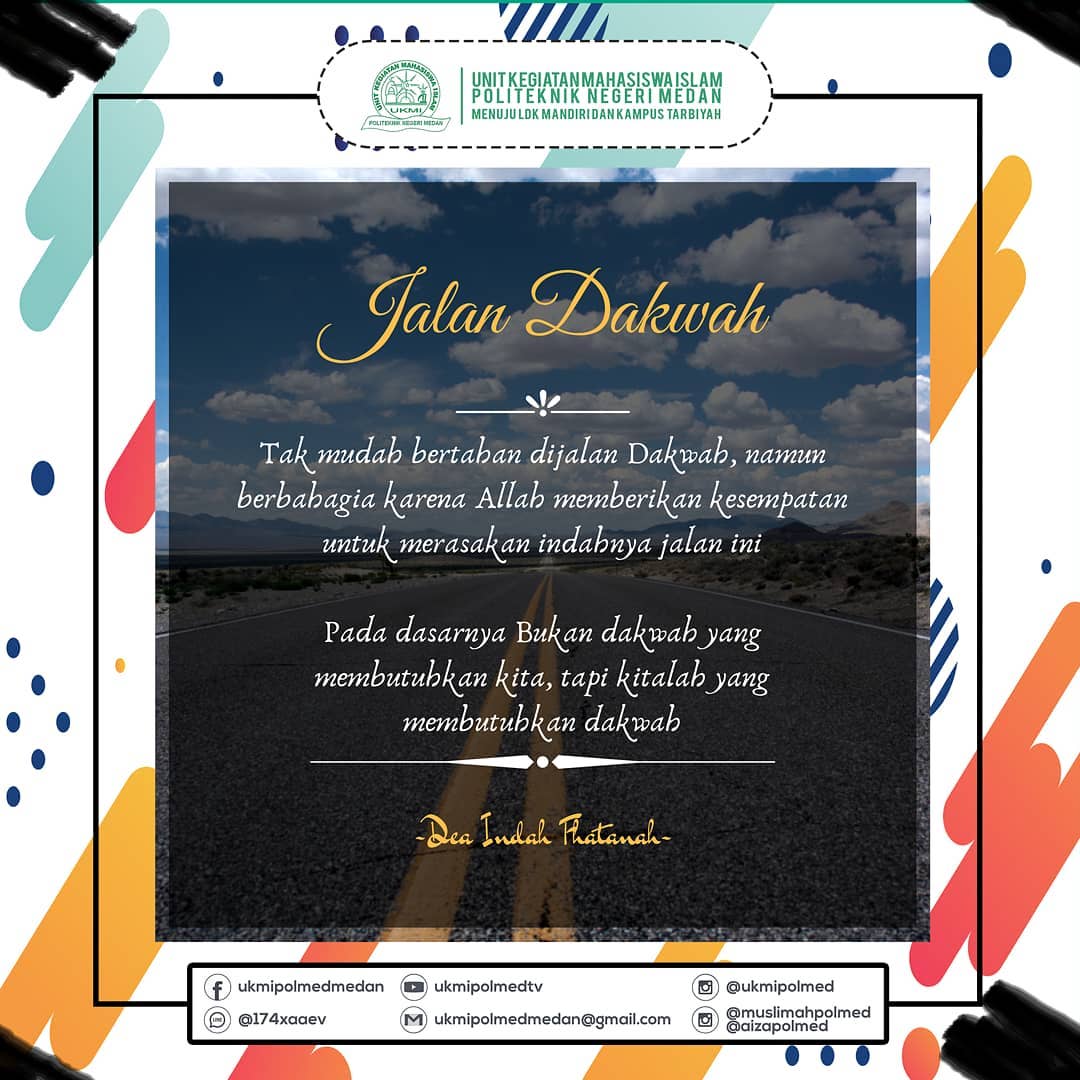 UNIT KEGIATAN MAHASISWA ISLAM
UKMI
POLITEKNIK NEGERI MEDAN
UNIT KEGIATAN MAHASISWA ISLAM
POLITEKNIK NEGERI MEDAN
MENUJU LDK MANDIRI DAN KAMPUS TARBIYAH
Jalan Dakwah
Tak mudah bertahan dijalan Dakwah, namun
berbahagia karena Allah memberikan kesempatan
untuk merasakan indahnya jalan ini
Pada dasarnya Bukan dakwah yang
membutuhkan kita, tapi kitalah yang
membutuhkan dakwah
-Dea Indah Fhatanah-
ukmipolmedmedan
ukmipolmedtv
@ukmipolmed
LINE
@174xaaev
ukmipolmedmedan@gmail.com
@muslimahpolmed
@aizapolmed